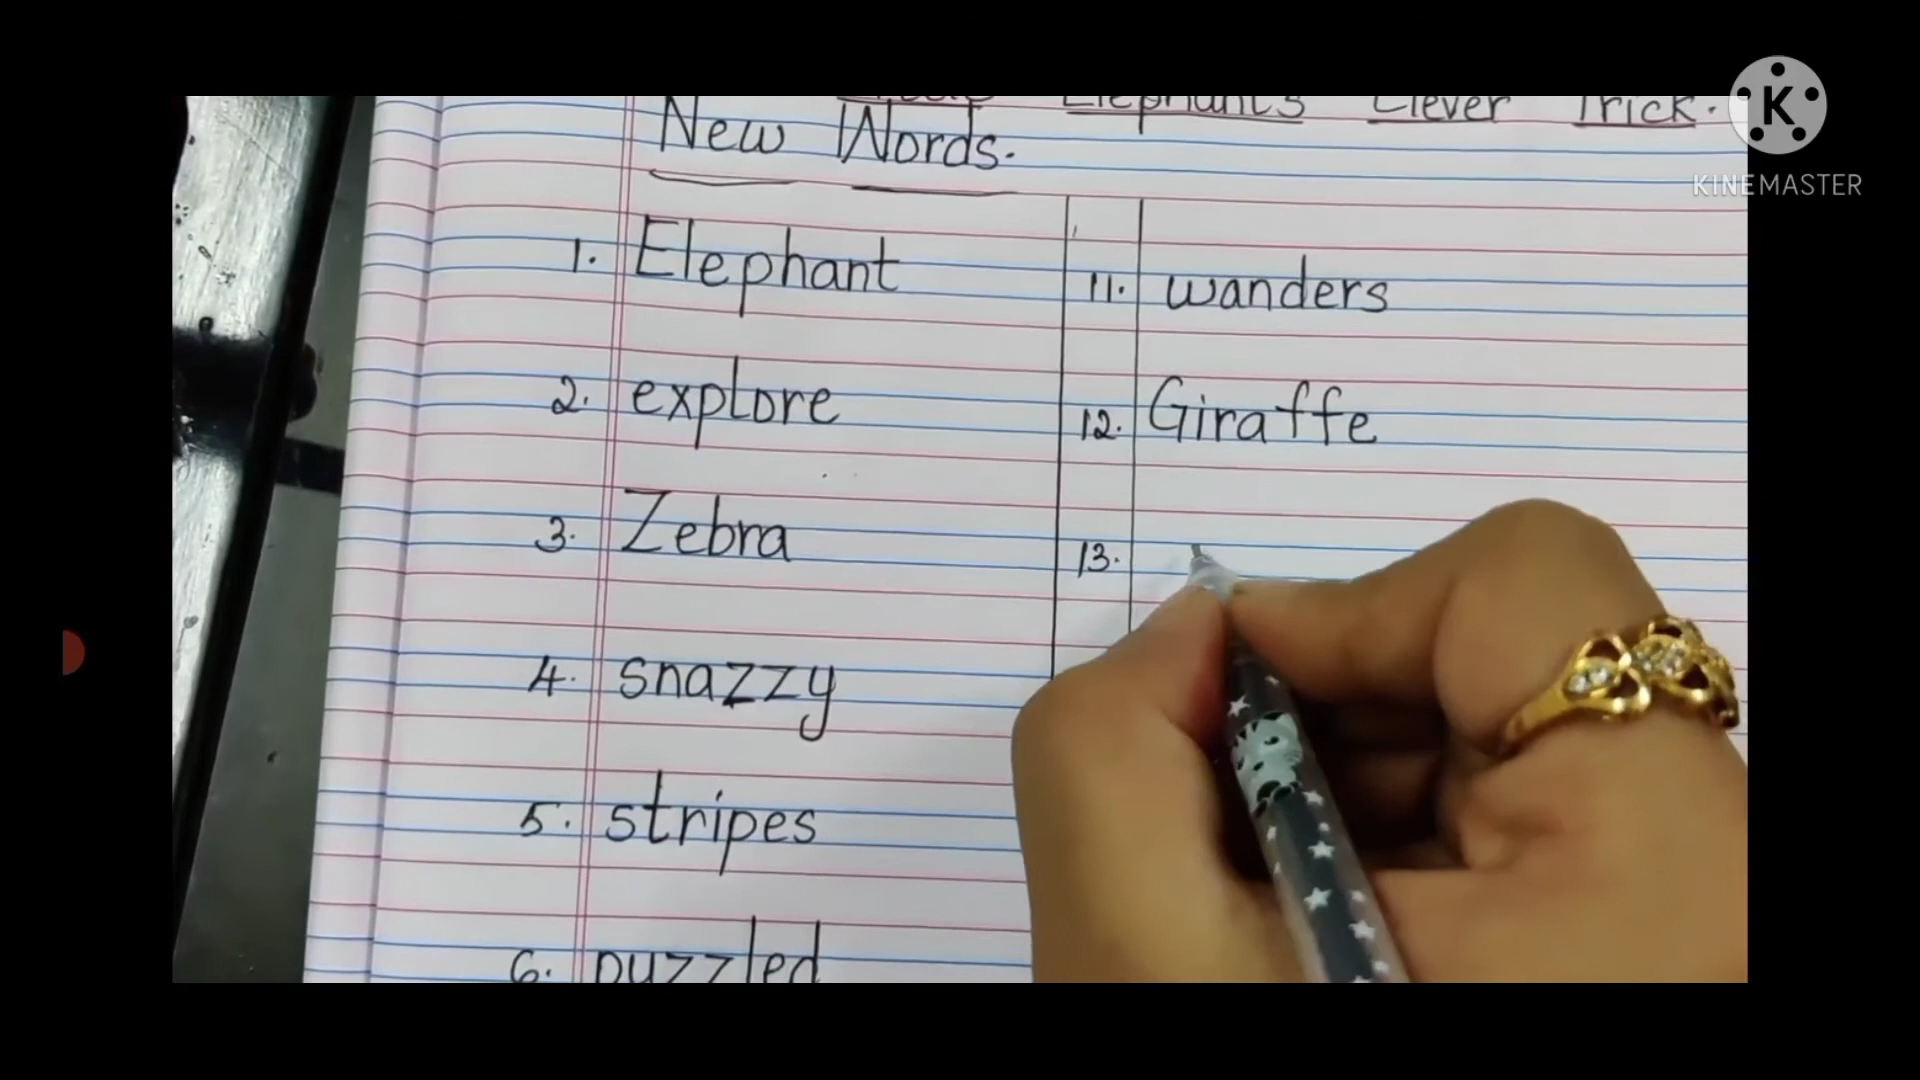 Elephant's Clever Trick.
New Words.
1. Elephant
2. explore
3. Zebra
4. snazzy
5. stripes
6. puzzled
11. wanders
12. Giraffe
13.
K
KINEMASTER